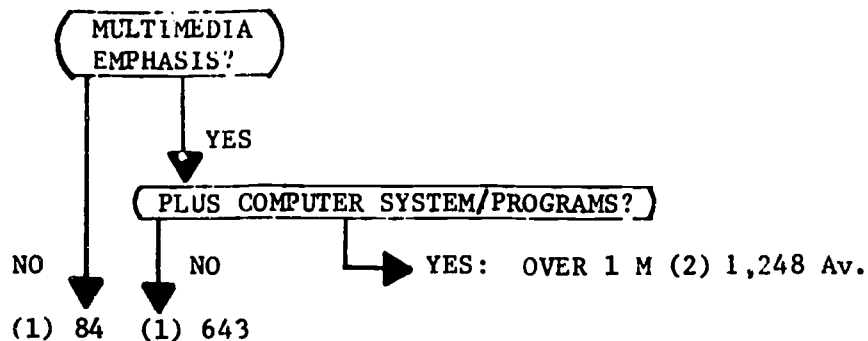 MULTIMEDIA
EMPHASIS?
YES
PLUS COMPUTER SYSTEM/PROGRAMS?
NO NO YES: OVER 1 M (2) 1,248 Av.
(1) 84 (1) 643